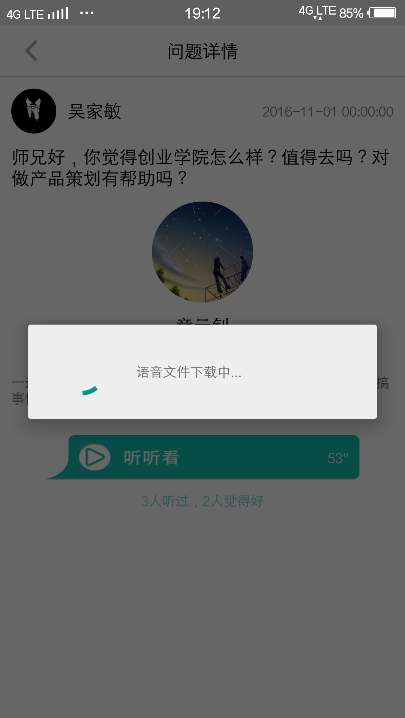 4G LTE ··· 19:12 4G LTE 85%
问题详情
吴家敏 2016-11-01 00:00:00
师兄好，你觉得创业学院怎么样？值得去吗？对
做产品策划有帮助吗？
语音文件下载中...
搞
听听看 53"
3人听过，2人觉得好